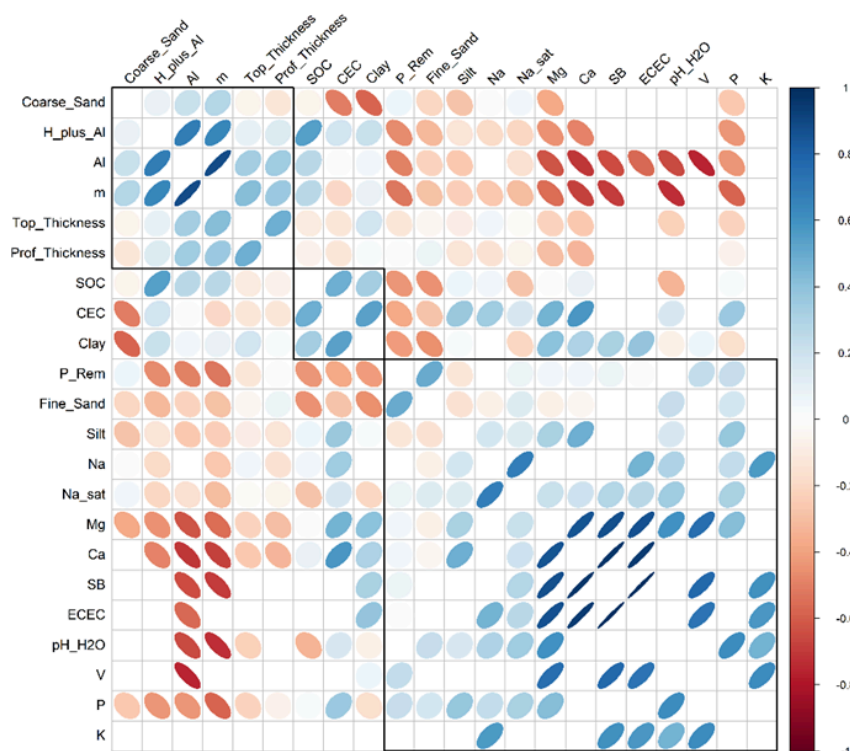 Coarse_Sand
H_plus_Al
Al
m
Top_Thickness
Prof_Thickness
SOC
CEC
Clay
P_Rem
Fine_Sand
Silt
Na
Na_sat
Mg
Ca
SB
ECEC
pH_H2O
V
P
K
Coarse_Sand
H_plus_Al
Al
m
Top_Thickness
Prof_Thickness
SOC
CEC
Clay
P_Rem
Fine_Sand
Silt
Na
Na_sat
Mg
Ca
SB
ECEC
pH_H2O
V
P
K
1
0.8
0.6
0.4
0.2
0